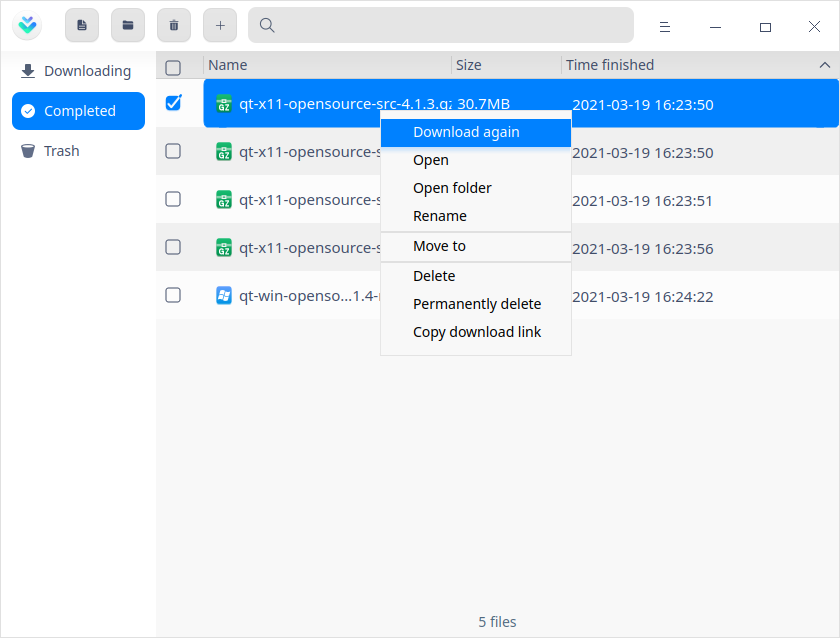 Downloading
Completed
Trash
Name Size Time finished
qt-x11-opensource-src-4.1.3.gz 30.7MB 2021-03-19 16:23:50
qt-x11-opensource-s 2021-03-19 16:23:50
qt-x11-opensource-s 2021-03-19 16:23:51
qt-x11-opensource-s 2021-03-19 16:23:56
qt-win-openso...1.4- 2021-03-19 16:24:22
Download again
Open
Open folder
Rename
Move to
Delete
Permanently delete
Copy download link
5 files